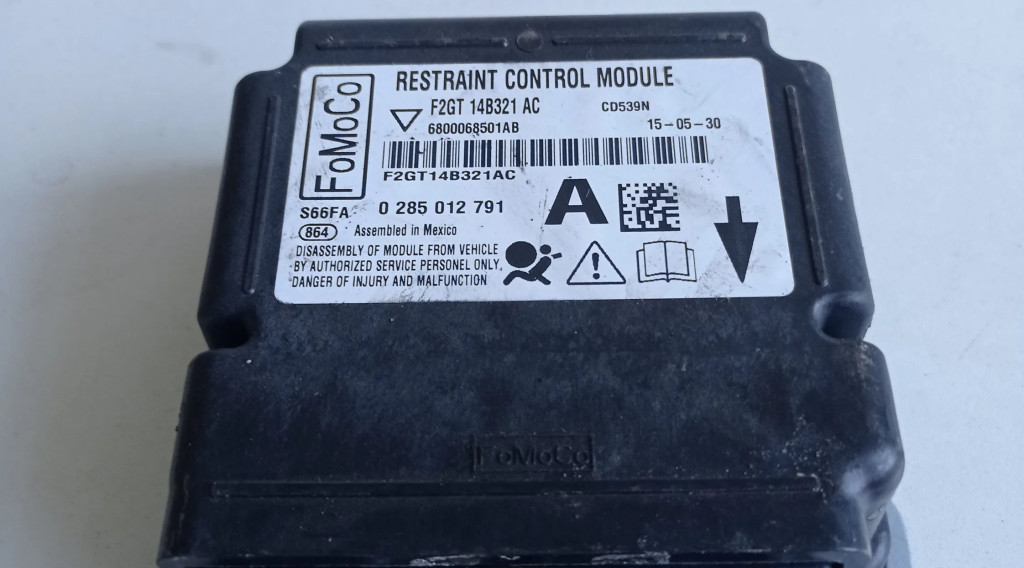 FoMoCo
RESTRAINT CONTROL MODULE
F2GT 14B321 AC CD539N
6800068501AB 15-05-30
F2GT14B321AC
S66FA 0 285 012 791 A
864 Assembled in Mexico
DISASSEMBLY OF MODULE FROM VEHICLE
BY AUTHORIZED SERVICE PERSONEL ONLY,
DANGER OF INJURY AND MALFUNCTION
FoMoCo